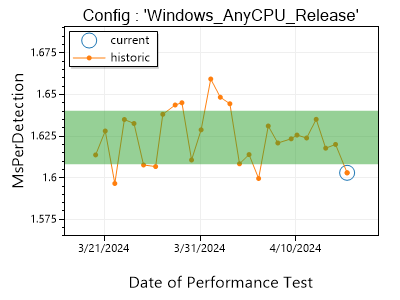 Config : 'Windows_AnyCPU_Release'
current
historic
MsPerDetection
1.675
1.65
1.625
1.6
1.575
3/21/2024
3/31/2024
4/10/2024
Date of Performance Test